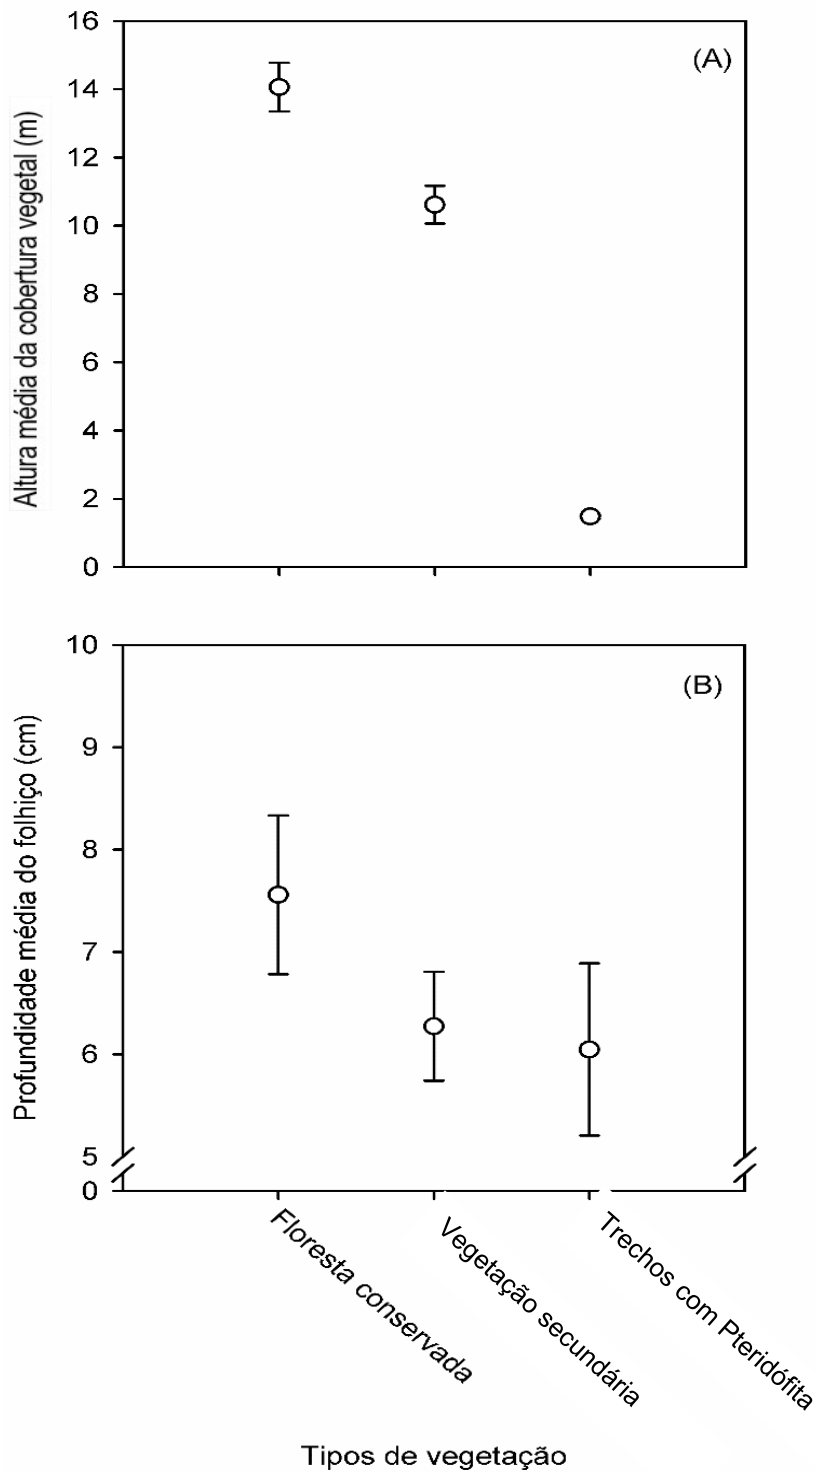 (A)
Altura média da cobertura vegetal (m)
16
14
12
10
8
6
4
2
0
(B)
Profundidade média do folhiço (cm)
10
9
8
7
6
5
0
Floresta conservada
Vegetação secundária
Trechos com Pteridófita
Tipos de vegetação